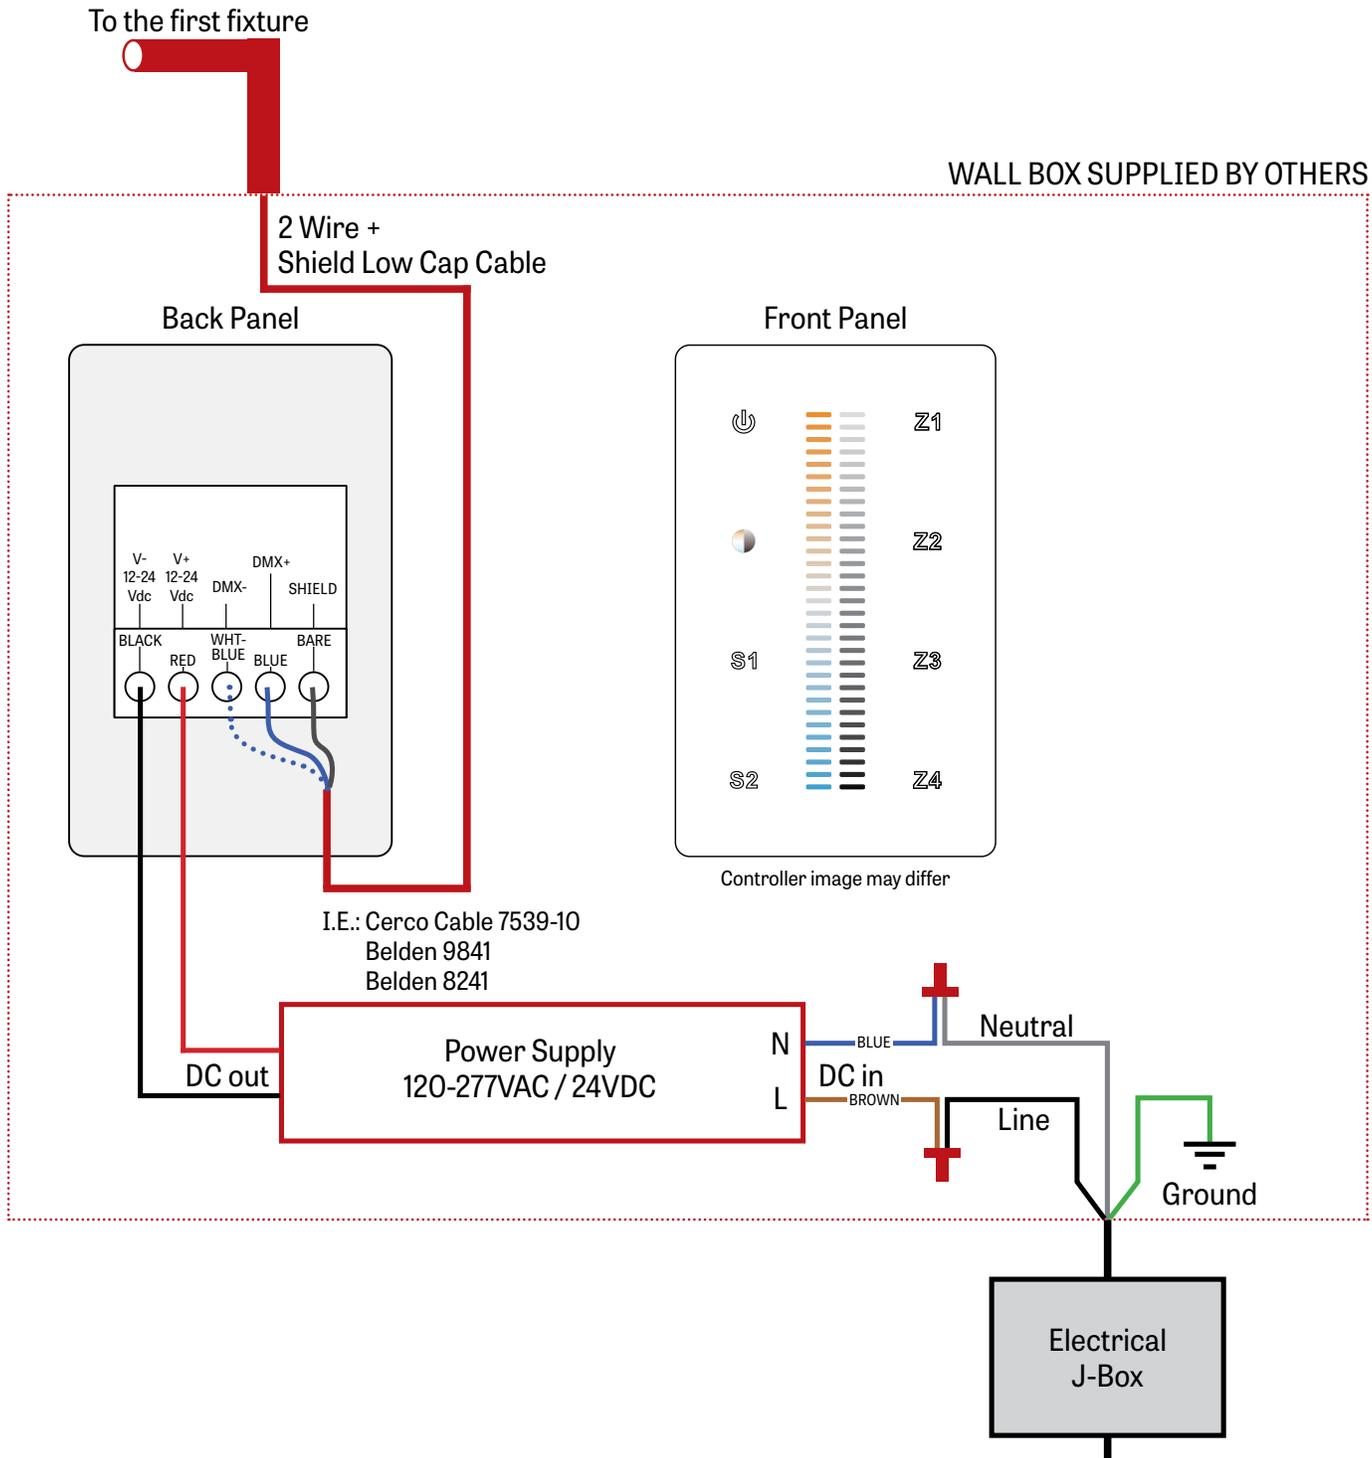 To the first fixture
WALL BOX SUPPLIED BY OTHERS
2 Wire +
Shield Low Cap Cable
Back Panel
Front Panel
V-
12-24
Vdc
V+
12-24
Vdc
DMX-
DMX+
SHIELD
BLACK
RED
WHT-
BLUE
BLUE
BARE
Z1
Z2
S1
Z3
S2
Z4
Controller image may differ
I.E.: Cerco Cable 7539-10
Belden 9841
Belden 8241
Power Supply
120-277VAC / 24VDC
DC out
N
L
BLUE
DC in
BROWN
Neutral
Line
Ground
Electrical
J-Box